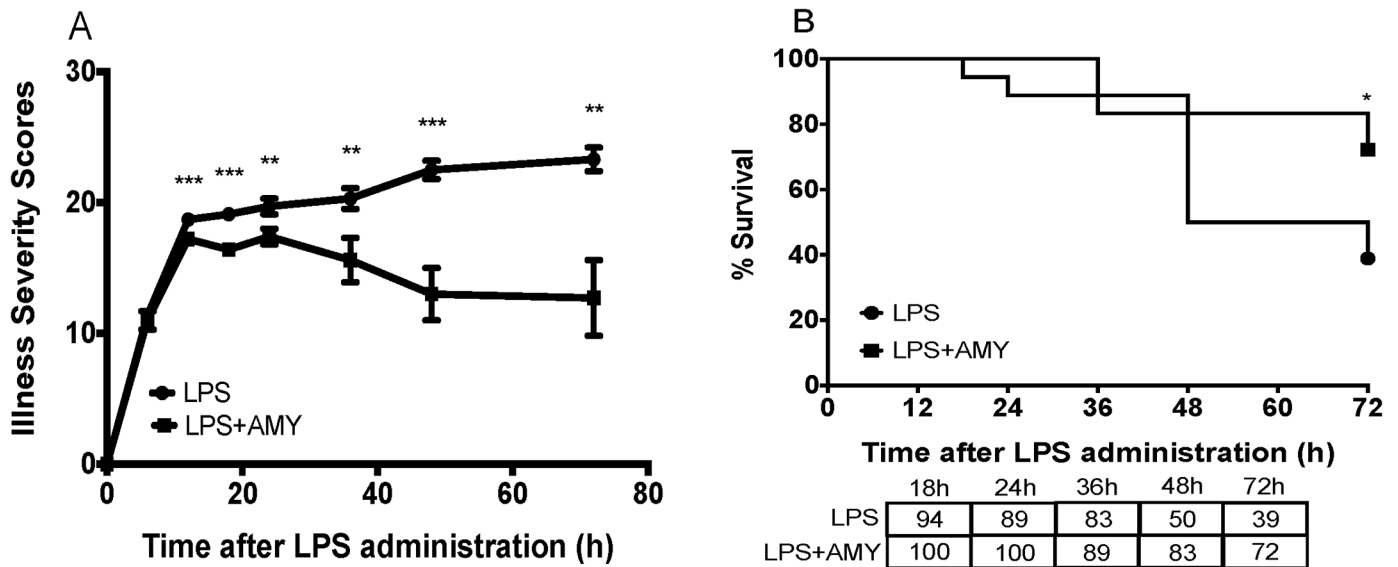 A
Illness Severity Scores
30
20
10
0
*** *** ** ** *** **
LPS
LPS+AMY
0 20 40 60 80
Time after LPS administration (h)
B
% Survival
100
80
60
40
20
0
*
LPS
LPS+AMY
0 12 24 36 48 60 72
Time after LPS administration (h)
18h 24h 36h 48h 72h
LPS 94 89 83 50 39
LPS+AMY 100 100 89 83 72